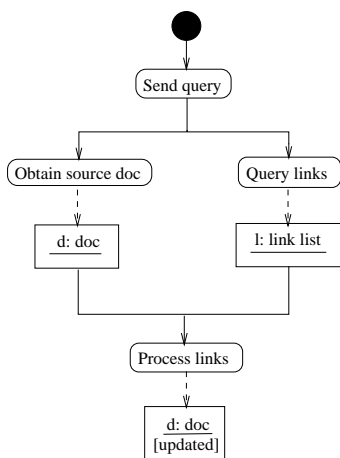 Send query
Obtain source doc
Query links
d: doc
l: link list
Process links
d: doc
[updated]